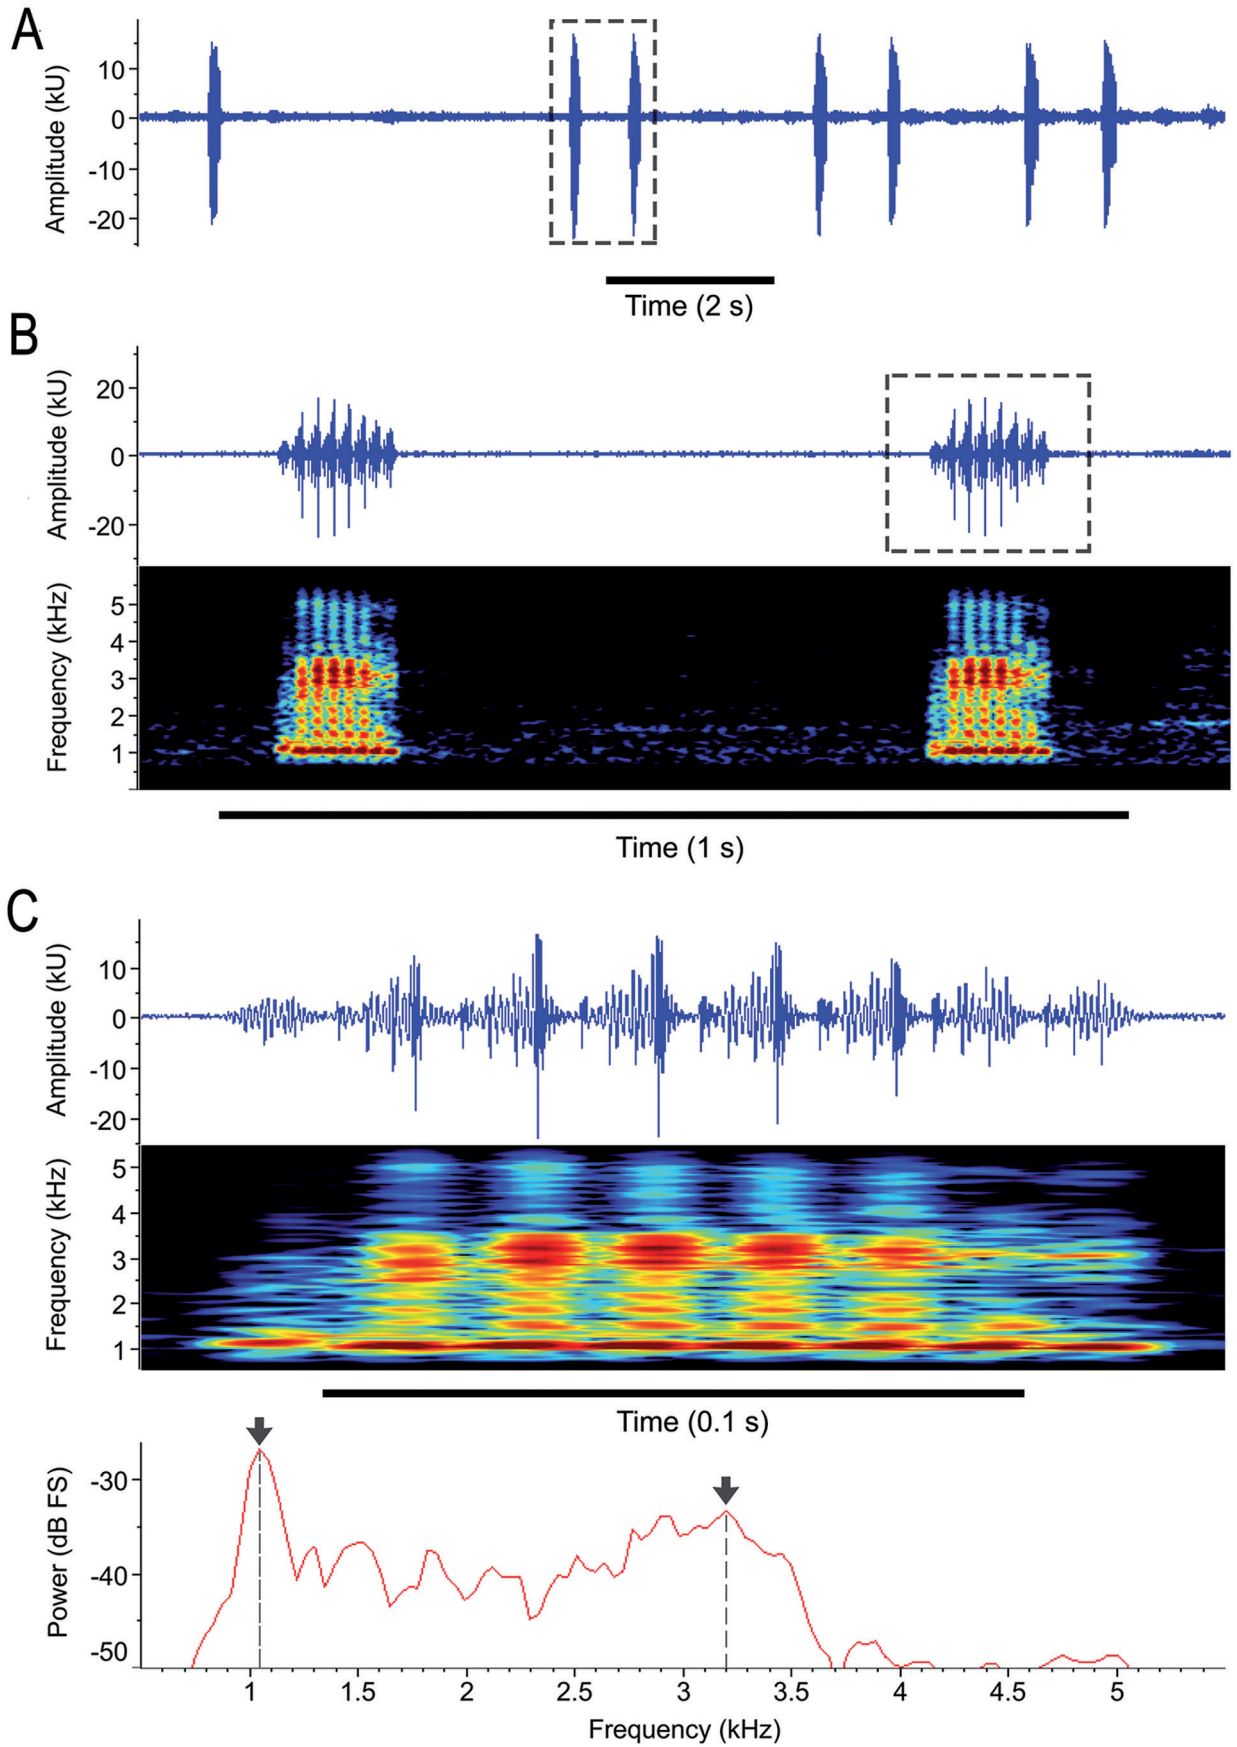 A
Amplitude (kU)
10
0
-10
-20
Time (2 s)
B
Amplitude (kU)
20
0
-20
Frequency (kHz)
5
4
3
2
1
Time (1 s)
C
Amplitude (kU)
10
0
-10
-20
Frequency (kHz)
5
4
3
2
1
Time (0.1 s)
Power (dB FS)
-30
-40
-50
1 1.5 2 2.5 3 3.5 4 4.5 5
Frequency (kHz)